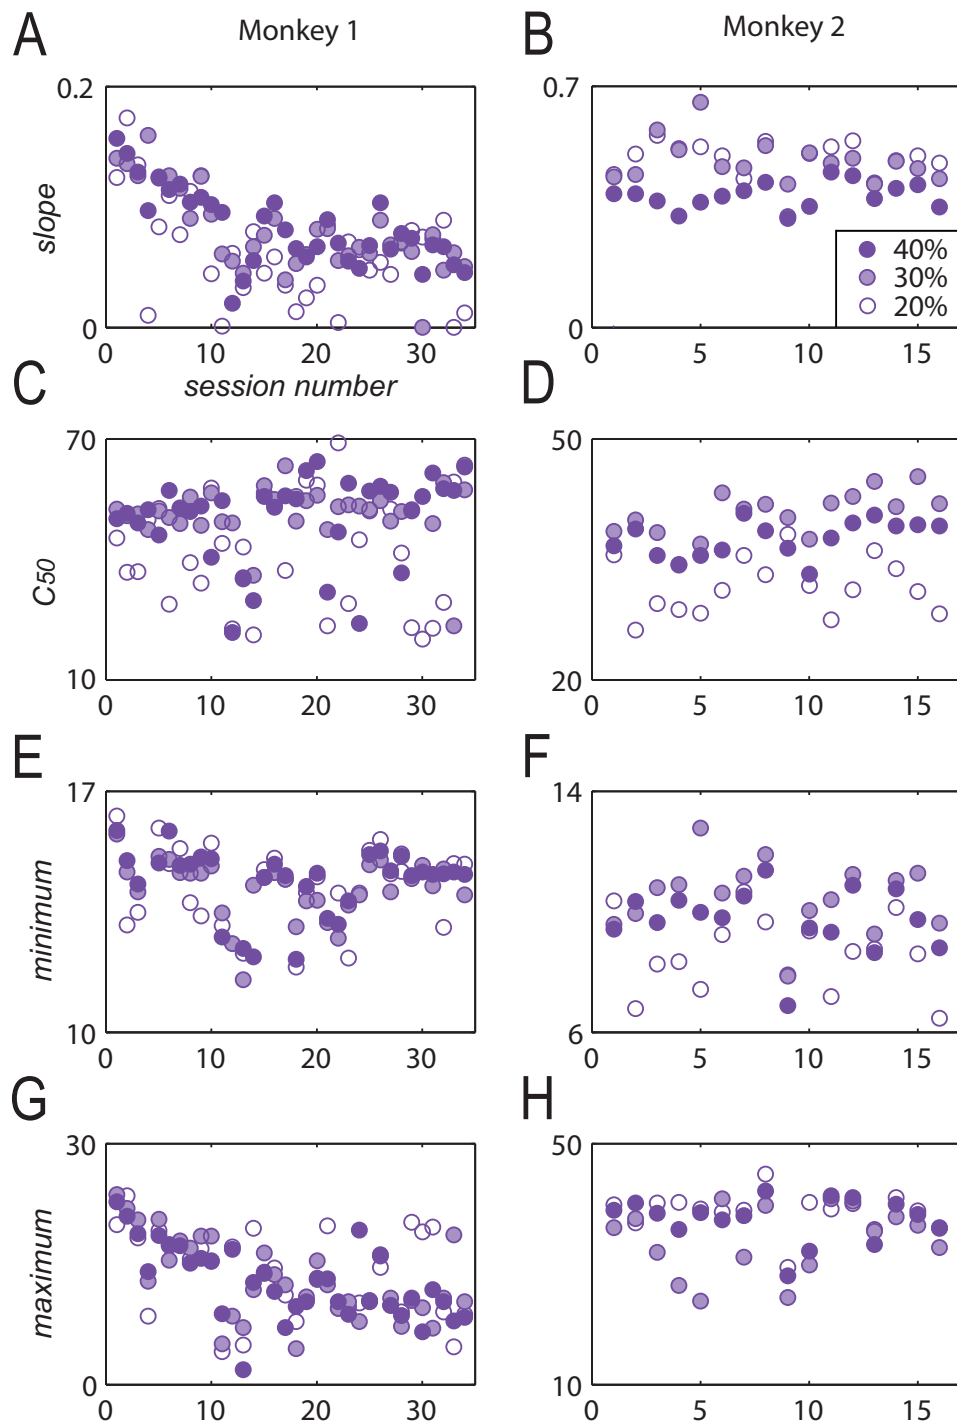 A Monkey 1 B Monkey 2
0.2 0.7
slope
40%
30%
20%
0 0
0 10 20 30 0 5 10 15
C session number D
70 50
C50
10 20
0 10 20 30 0 5 10 15
E F
17 14
minimum
10 6
0 10 20 30 0 5 10 15
G H
30 50
maximum
0 10
0 10 20 30 0 5 10 15